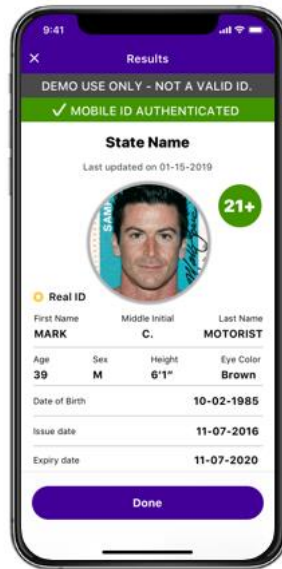 9:41
Results
DEMO USE ONLY - NOT A VALID ID.
MOBILE ID AUTHENTICATED
State Name
Last updated on 01-15-2019
SAMP
21+
Real ID
First Name Middle Initial Last Name
MARK C. MOTORIST
Age Sex Height Eye Color
39 M 6'1" Brown
Date of Birth 10-02-1985
Issue date 11-07-2016
Expiry date 11-07-2020
Done